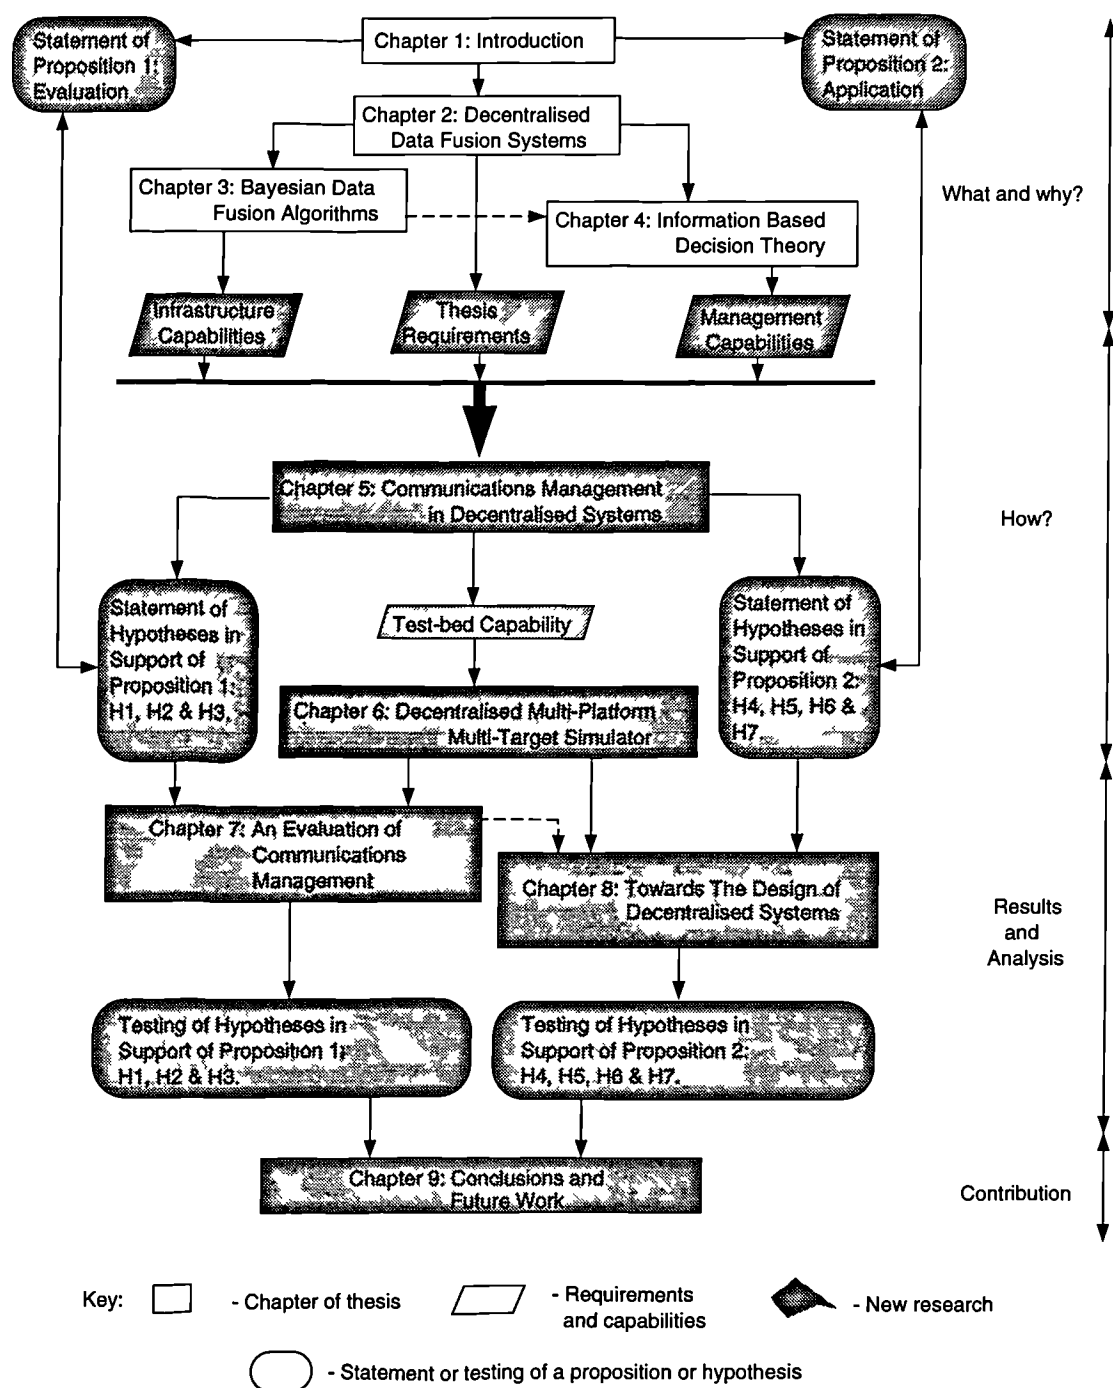 Statement of
Proposition 1:
Evaluation
Chapter 1: Introduction
Statement of
Proposition 2:
Application
Chapter 2: Decentralised
Data Fusion Systems
Chapter 3: Bayesian Data
Fusion Algorithms
Chapter 4: Information Based
Decision Theory
What and why?
Infrastructure
Capabilities
Thesis
Requirements
Management
Capabilities
Chapter 5: Communications Management
in Decentralised Systems
How?
Statement of
Hypotheses in
Support of
Proposition 1:
H1, H2 & H3.
Test-bed Capability
Statement of
Hypotheses in
Support of
Proposition 2:
H4, H5, H6 &
H7.
Chapter 6: Decentralised Multi-Platform
Multi-Target Simulator
Chapter 7: An Evaluation of
Communications
Management
Chapter 8: Towards The Design of
Decentralised Systems
Results
and
Analysis
Testing of Hypotheses in
Support of Proposition 1;
H1, H2 & H3.
Testing of Hypotheses in
Support of Proposition 2:
H4, H5, H6 & H7.
Chapter 9: Conclusions and
Future Work
Contribution
Key:
- Chapter of thesis
- Requirements
and capabilities
- New research
- Statement or testing of a proposition or hypothesis